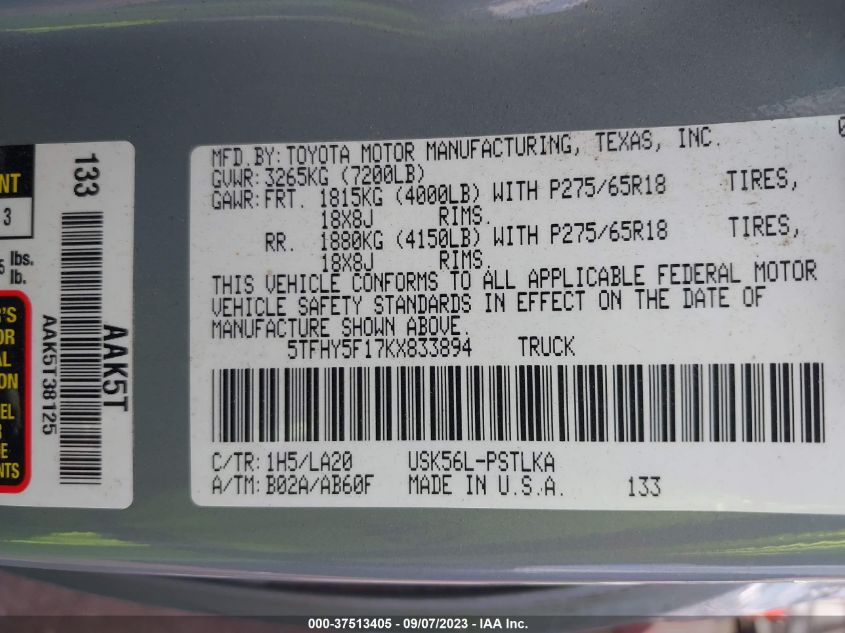 MFD.BY: TOYOTA MOTOR MANUFACTURING, TEXAS, INC.
GVWR: 3265KG (7200LB)
GAWR: FRT. 1815KG (4000LB) WITH P275/65R18 TIRES,
18X8J RIMS.
RR. 1880KG (4150LB) WITH P275/65R18 TIRES,
18X8J RIMS.
THIS VEHICLE CONFORMS TO ALL APPLICABLE FEDERAL MOTOR
VEHICLE SAFETY STANDARDS IN EFFECT ON THE DATE OF
MANUFACTURE SHOWN ABOVE.
5TFHY5F17KX833894 TRUCK
C/TR: 1H5/LA20 USK56L-PSTLKA
A/TM: B02A/AB60F MADE IN U.S.A. 133
133
AAK5T
AAK5T38125
3
lbs.
lb.
000-37513405 - 09/07/2023 - IAA Inc.